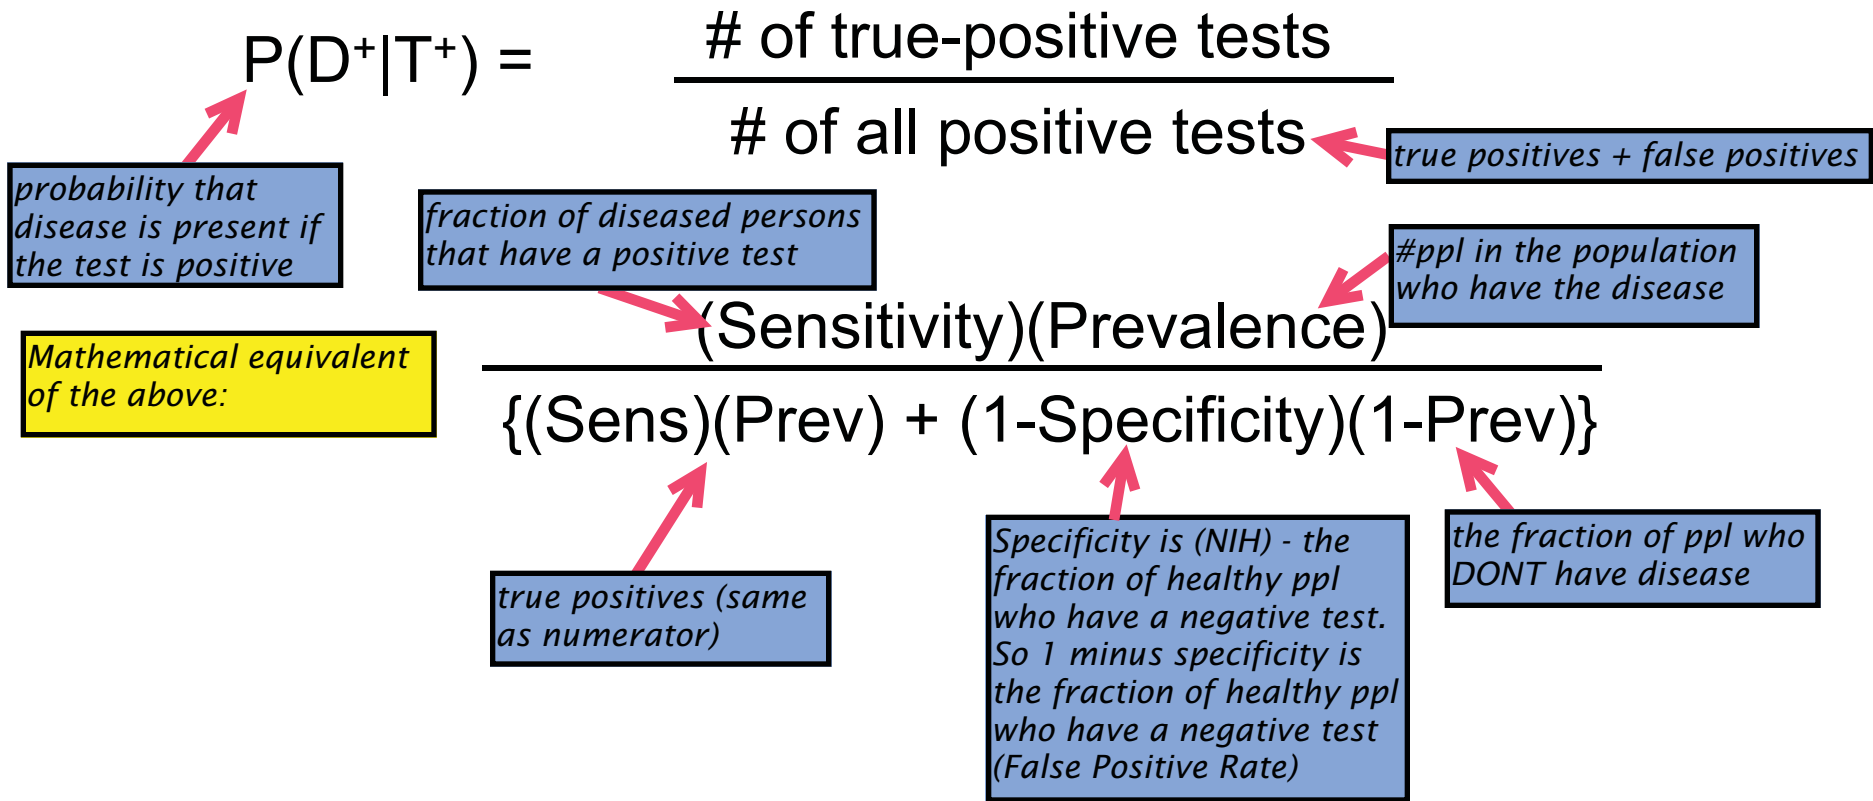 P(D⁺|T⁺) =
# of true-positive tests
# of all positive tests
true positives + false positives
probability that
disease is present if
the test is positive
fraction of diseased persons
that have a positive test
#ppl in the population
who have the disease
Mathematical equivalent
of the above:
(Sensitivity)(Prevalence)
{(Sens)(Prev) + (1-Specificity)(1-Prev)}
true positives (same
as numerator)
Specificity is (NIH) - the
fraction of healthy ppl
who have a negative test.
So 1 minus specificity is
the fraction of healthy ppl
who have a negative test
(False Positive Rate)
the fraction of ppl who
DONT have disease